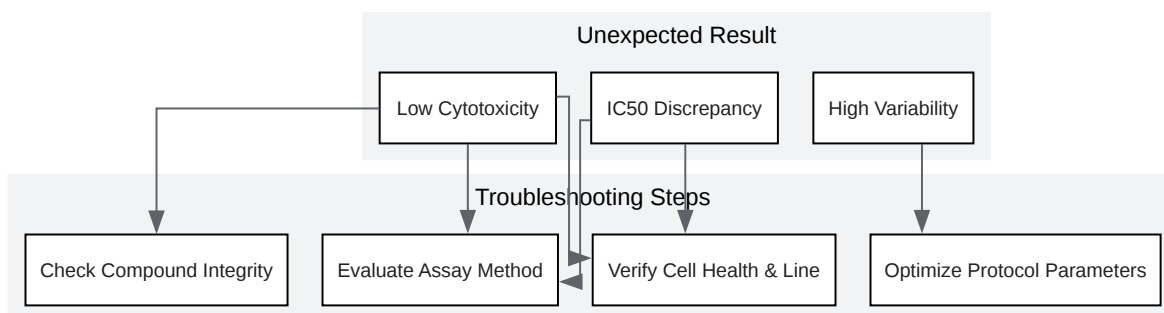 Unexpected Result
Low Cytotoxicity
IC50 Discrepancy
High Variability
Troubleshooting Steps
Check Compound Integrity
Evaluate Assay Method
Verify Cell Health & Line
Optimize Protocol Parameters